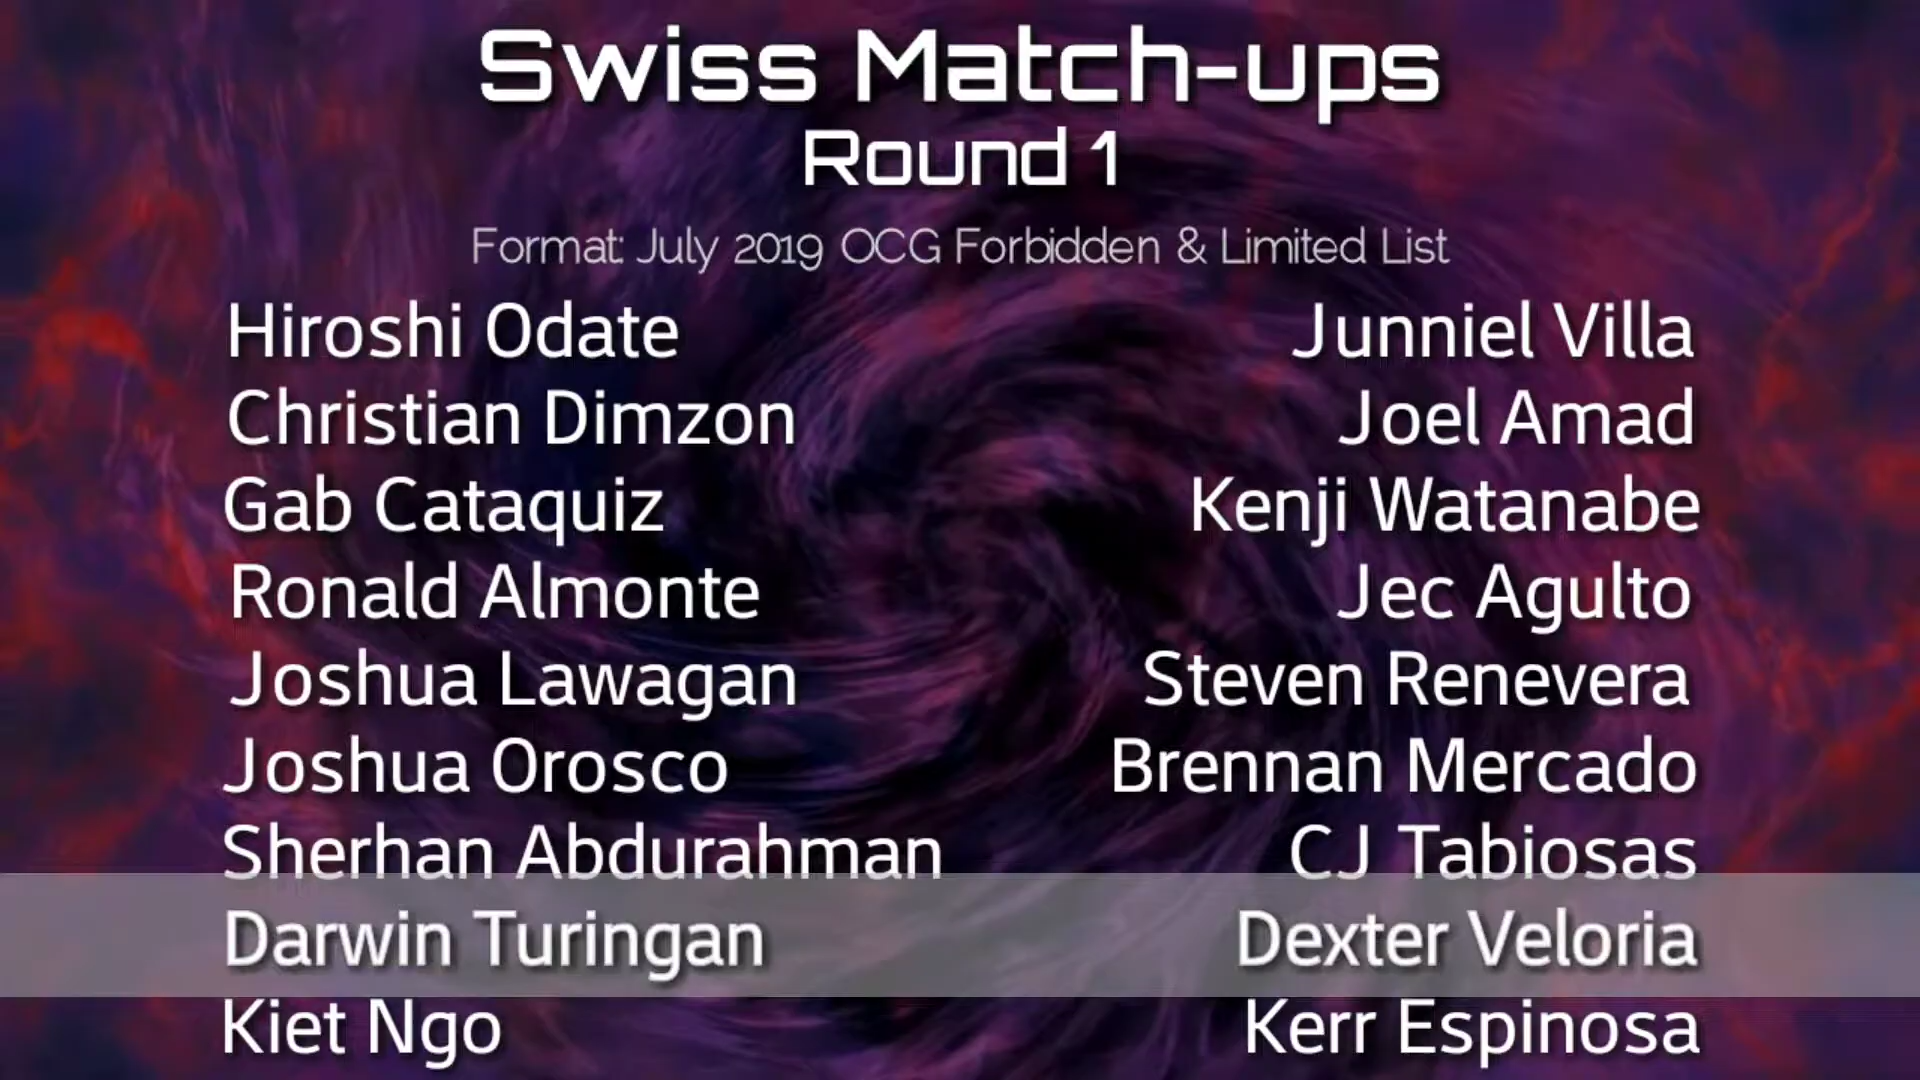 Swiss Match-ups
Round 1
Format: July 2019 OCG Forbidden & Limited List
Hiroshi Odate Junniel Villa
Christian Dimzon Joel Amad
Gab Cataquiz Kenji Watanabe
Ronald Almonte Jec Agulto
Joshua Lawagan Steven Renevera
Joshua Orosco Brennan Mercado
Sherhan Abdurahman CJ Tabiosas
Darwin Turingan Dexter Veloria
Kiet Ngo Kerr Espinosa